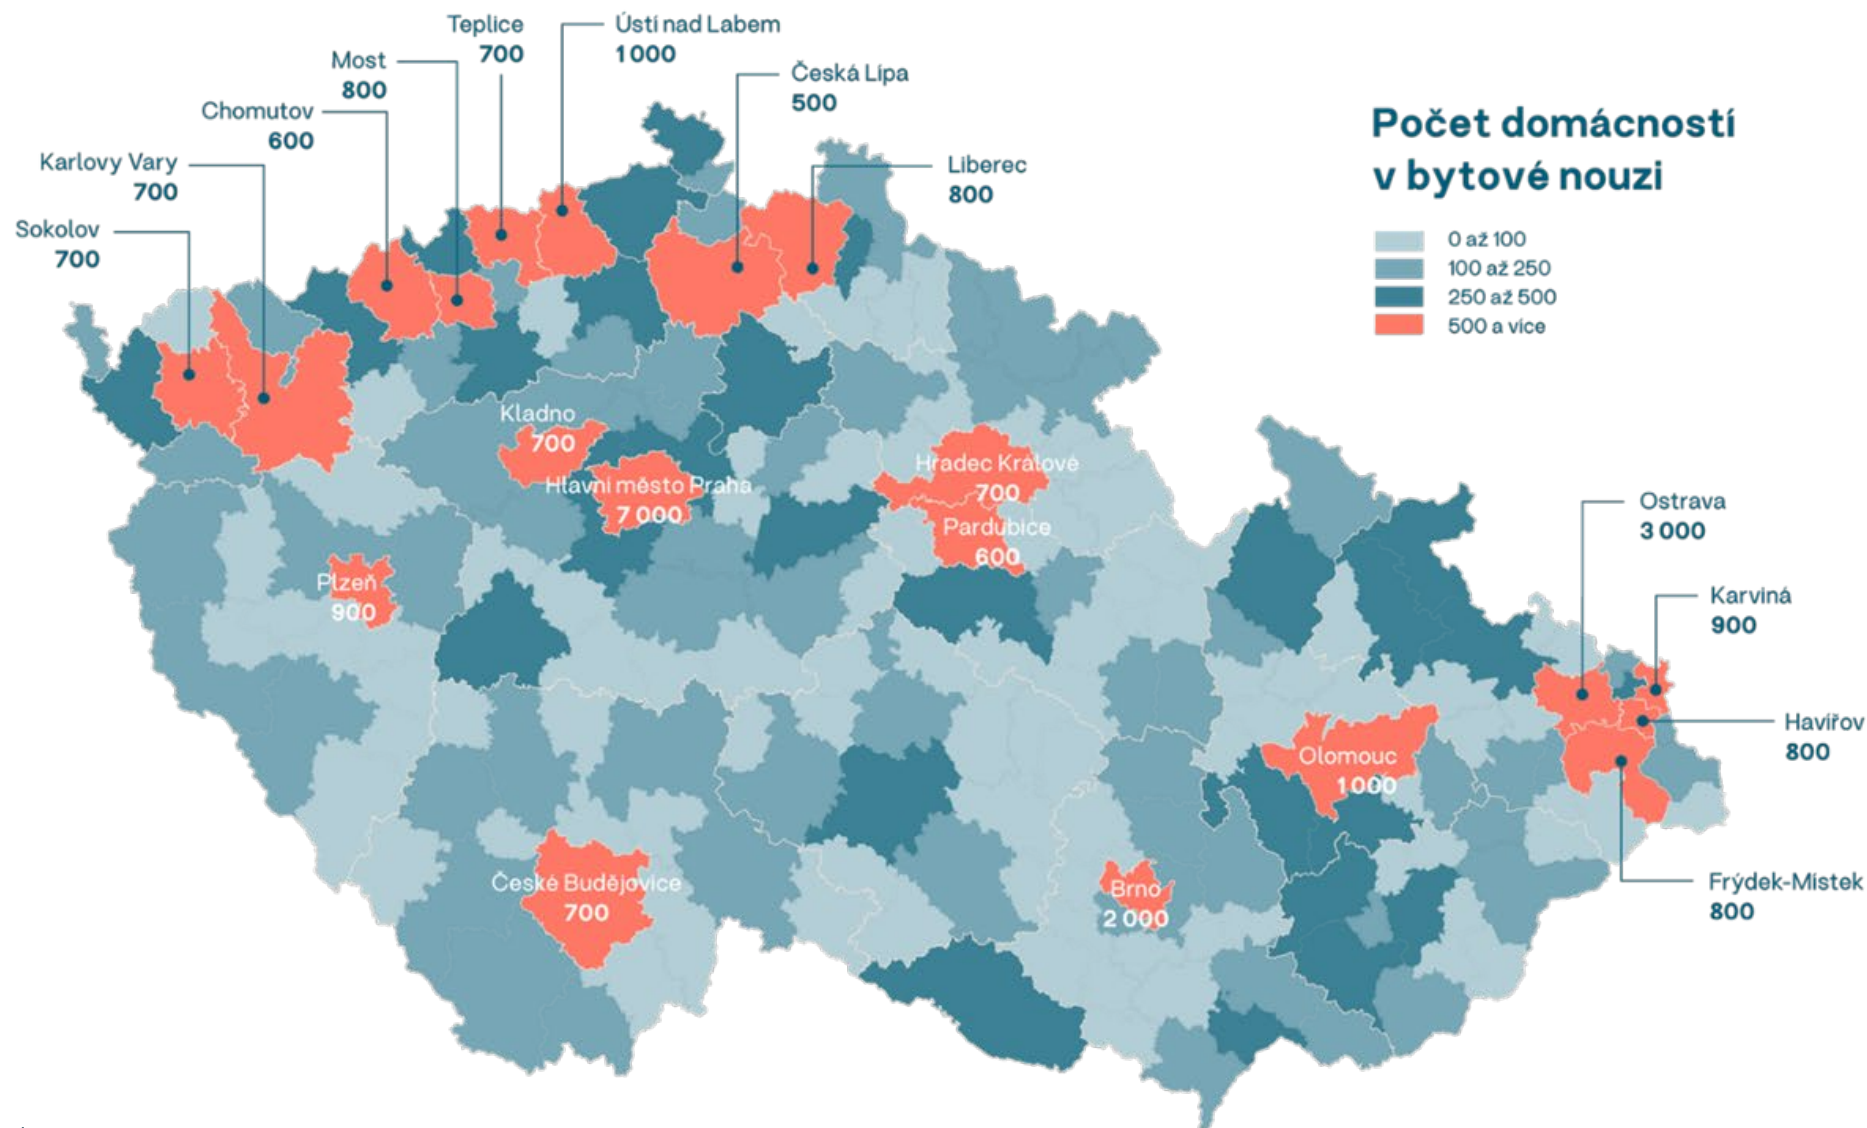 Teplice
700
Ústí nad Labem
1 000
Most
800
Česká Lípa
500
Chomutov
600
Karlovy Vary
700
Liberec
800
Sokolov
700
Počet domácností
v bytové nouzi
0 až 100
100 až 250
250 až 500
500 a více
Kladno
700
Hlavní město Praha
7 000
Hradec Králové
700
Pardubice
600
Plzeň
900
Ostrava
3 000
Karviná
900
Havířov
800
Olomouc
1 000
České Budějovice
700
Brno
2 000
Frýdek-Místek
800